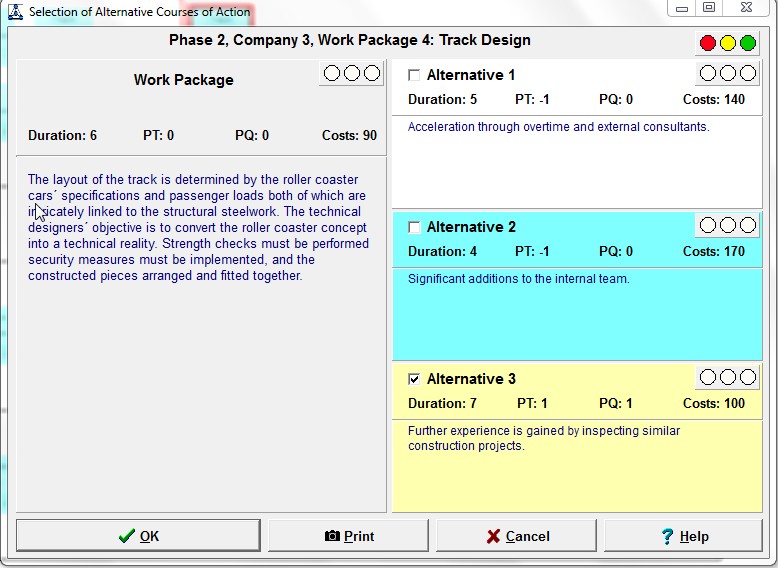 Selection of Alternative Courses of Action
Phase 2, Company 3, Work Package 4: Track Design
Work Package
Duration: 6 PT: 0 PQ: 0 Costs: 90
The layout of the track is determined by the roller coaster
cars´ specifications and passenger loads both of which are
intricately linked to the structural steelwork. The technical
designers´ objective is to convert the roller coaster concept
into a technical reality. Strength checks must be performed
security measures must be implemented, and the
constructed pieces arranged and fitted together.
Alternative 1
Duration: 5 PT: -1 PQ: 0 Costs: 140
Acceleration through overtime and external consultants.
Alternative 2
Duration: 4 PT: -1 PQ: 0 Costs: 170
Significant additions to the internal team.
Alternative 3
Duration: 7 PT: 1 PQ: 1 Costs: 100
Further experience is gained by inspecting similar
construction projects.
OK Print Cancel Help